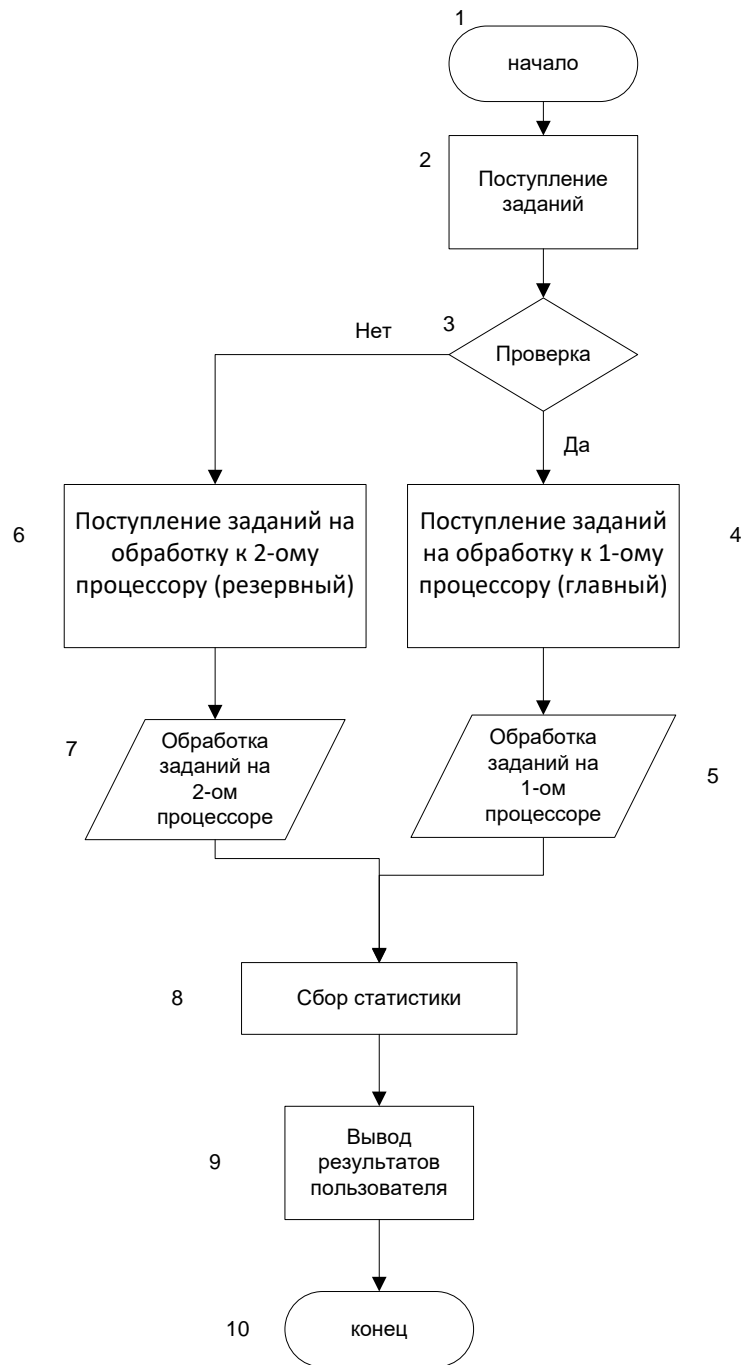 1
начало
2
Поступление
заданий
3
Нет
Проверка
Да
6
Поступление заданий на
обработку к 2-ому
процессору (резервный)
Поступление заданий
на обработку к 1-ому
процессору (главный)
4
7
Обработка
заданий на
2-ом
процессоре
Обработка
заданий на
1-ом
процессоре
5
8
Сбор статистики
9
Вывод
результатов
пользователя
10
конец